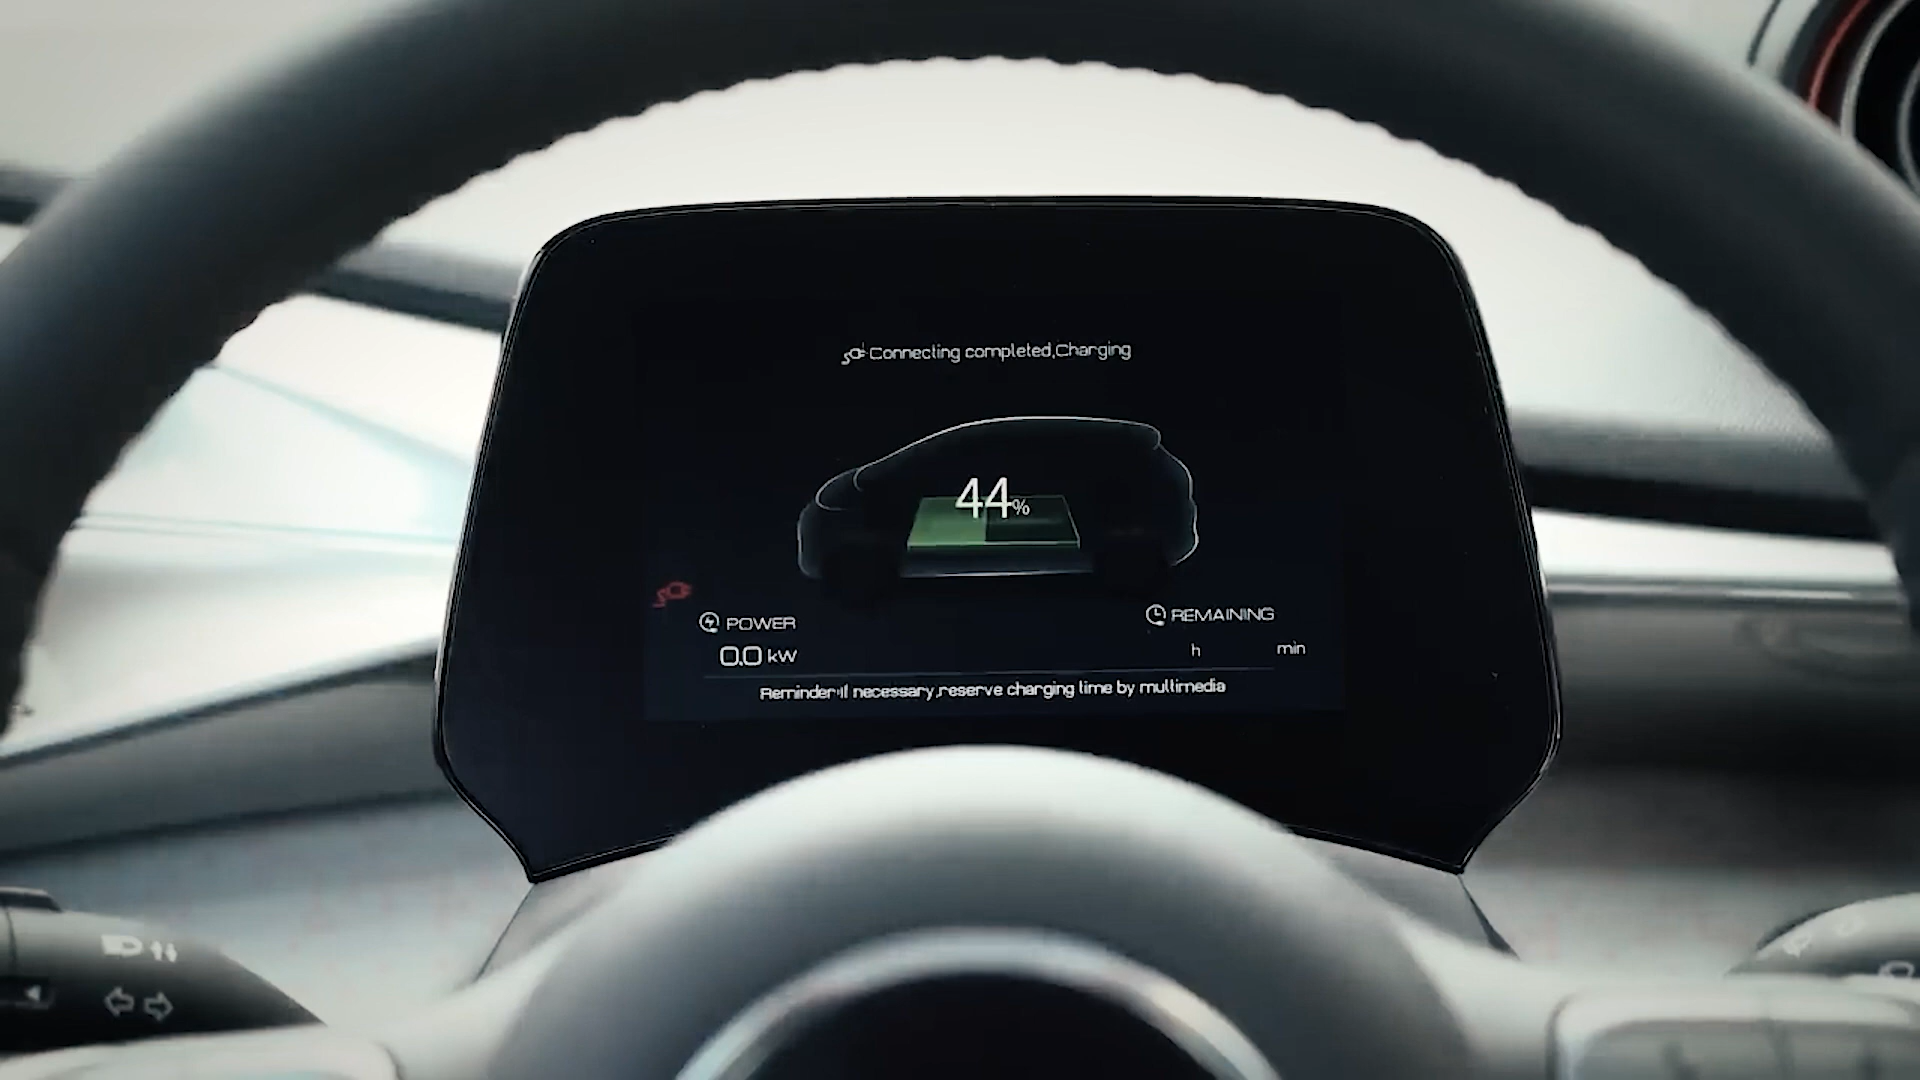 Connecting completed,Charging
44%
POWER
REMAINING
0.0 kW
h min
Reminder:If necessary,reserve charging time by multimedia